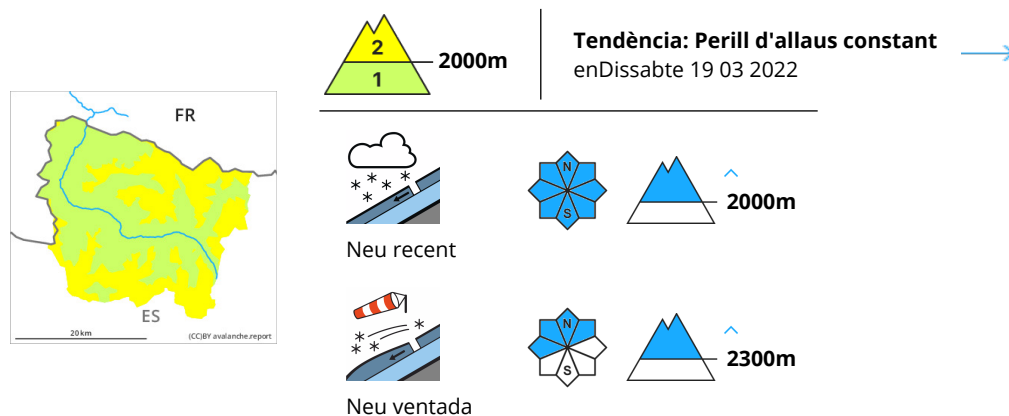 2
1
2000m
Tendència: Perill d'allaus constant
enDissabte 19 03 2022
FR
ES
20 km
(CC)BY avalanche.report
N
S
2000m
Neu recent
N
S
2300m
Neu ventada